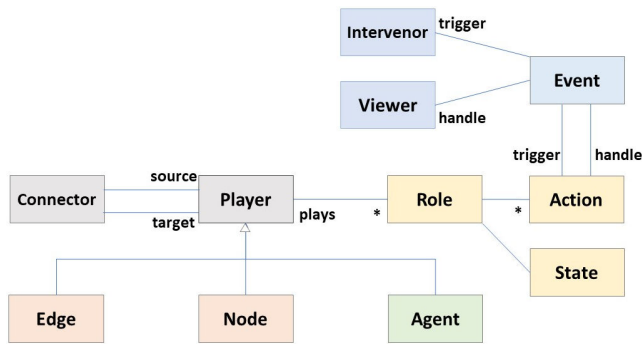 Intervenor
trigger
Event
Viewer
handle
trigger
handle
source
Connector
Player
plays
*
Role
*
Action
target
State
Edge
Node
Agent